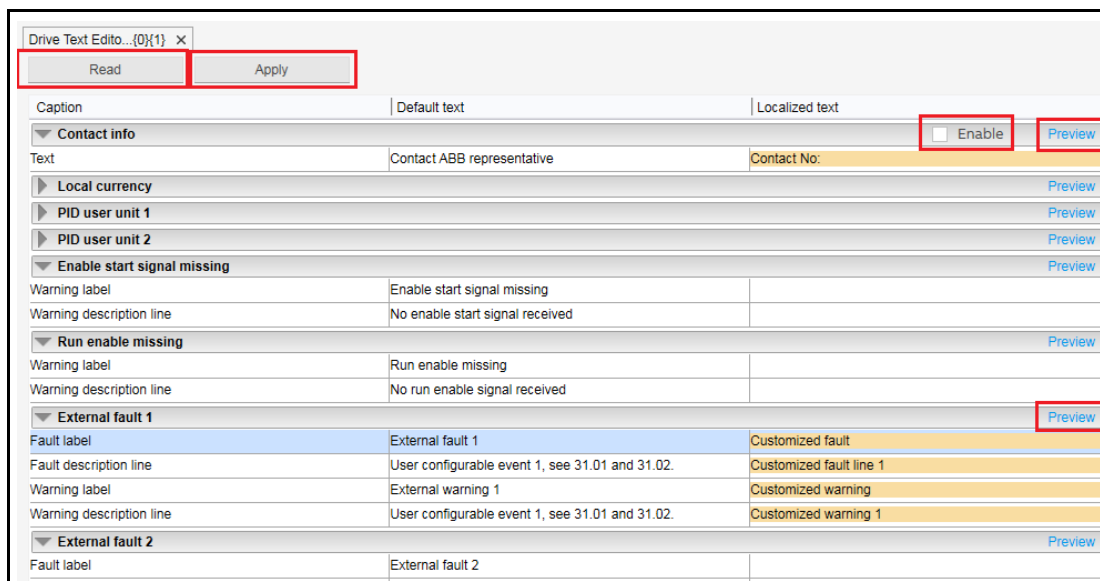 Drive Text Edito...{0}{1} ×
Read Apply
Caption Default text Localized text
Contact info Enable Preview
Text Contact ABB representative Contact No:
Local currency Preview
PID user unit 1 Preview
PID user unit 2 Preview
Enable start signal missing Preview
Warning label Enable start signal missing
Warning description line No enable start signal received
Run enable missing Preview
Warning label Run enable missing
Warning description line No run enable signal received
External fault 1 Preview
Fault label External fault 1 Customized fault
Fault description line User configurable event 1, see 31.01 and 31.02. Customized fault line 1
Warning label External warning 1 Customized warning
Warning description line User configurable event 1, see 31.01 and 31.02. Customized warning 1
External fault 2 Preview
Fault label External fault 2